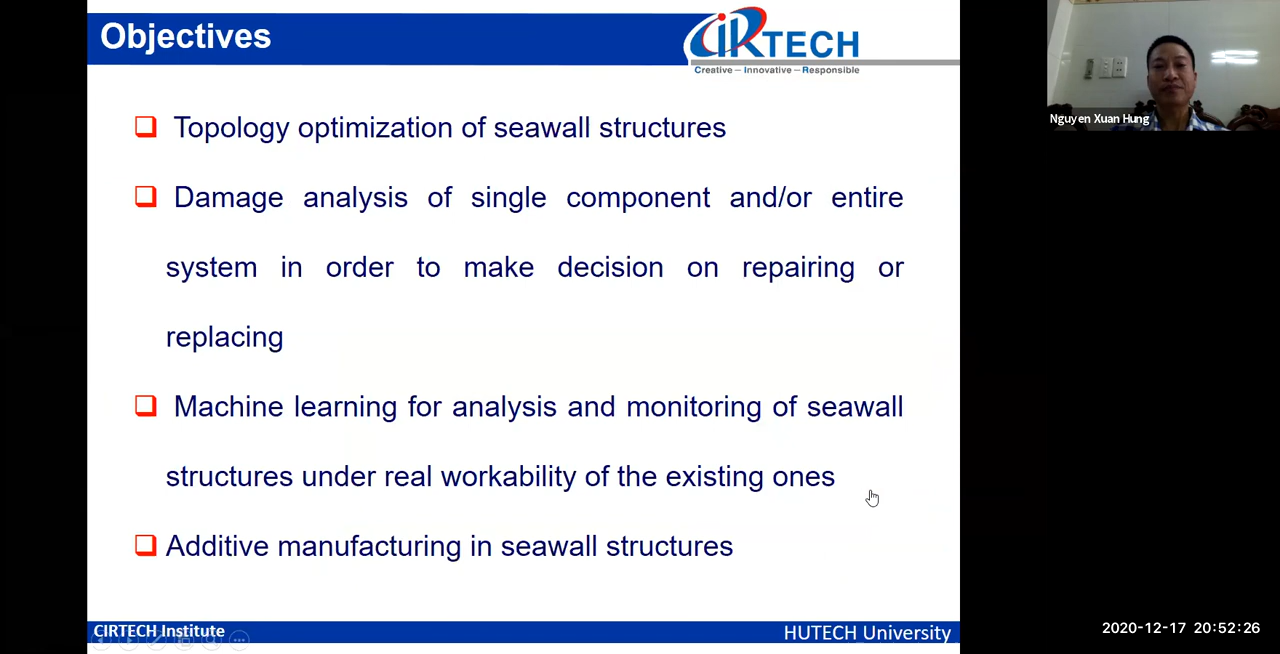 Objectives
CiRTECH
Creative – Innovative – Responsible
Nguyen Xuan Hung
❑ Topology optimization of seawall structures
❑ Damage analysis of single component and/or entire
system in order to make decision on repairing or
replacing
❑ Machine learning for analysis and monitoring of seawall
structures under real workability of the existing ones
❑ Additive manufacturing in seawall structures
CIRTECH Institute
HUTECH University
2020-12-17 20:52:26